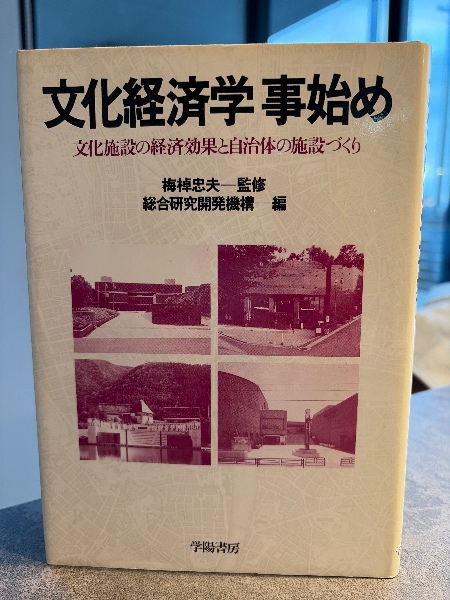 文化経済学 事始め
文化施設の経済効果と自治体の施設づくり
梅棹忠夫―監修
総合研究開発機構―編
学陽書房